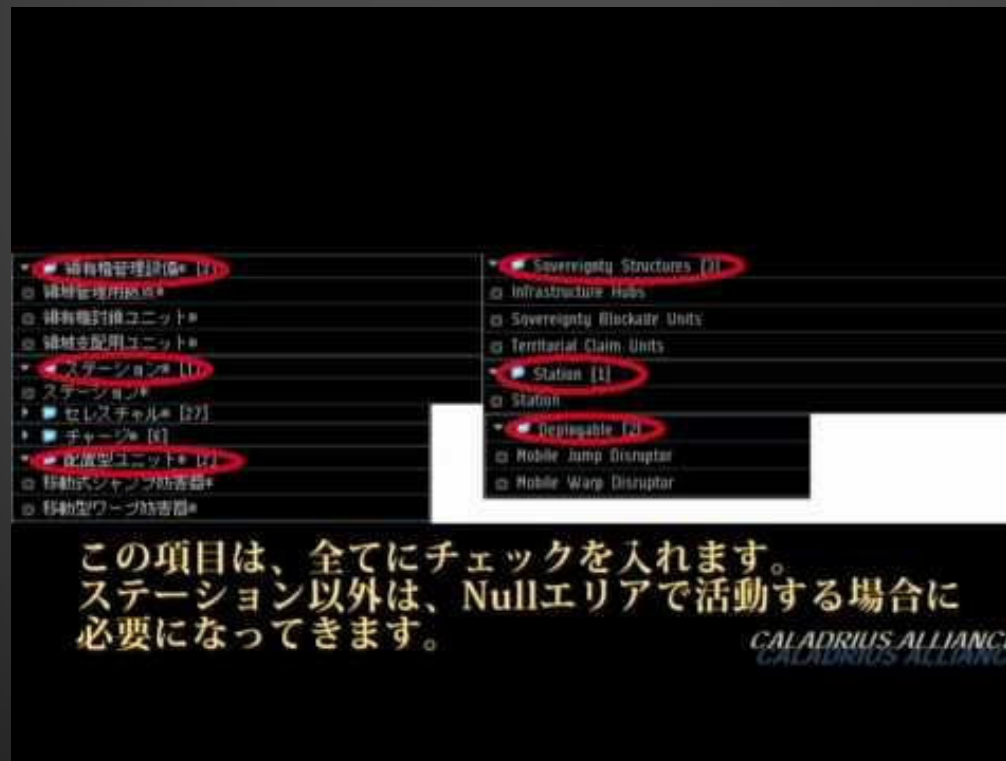 領有権管理設備* [3]
領域管理用拠点*
領有権封鎖ユニット*
領域支配用ユニット*
ステーション* [1]
ステーション*
セレスチャル* [27]
チャージ* [6]
配置型ユニット* [2]
移動式ジャンプ妨害器*
移動型ワープ妨害器*
Sovereignty Structures [3]
Infrastructure Hubs
Sovereignty Blockade Units
Territorial Claim Units
Station [1]
Station
Deployable [2]
Mobile Jump Disruptor
Mobile Warp Disruptor
この項目は、全てにチェックを入れます。
ステーション以外は、Nullエリアで活動する場合に
必要になってきます。
CALADRIUS ALLIANC